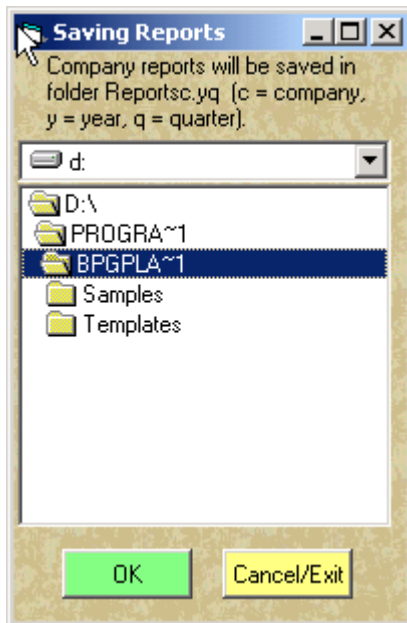 Saving Reports
Company reports will be saved in
folder Reportsc.yq (c = company,
y = year, q = quarter).
d:
D:\
PROGRA~1
BPGPLA~1
Samples
Templates
OK
Cancel/Exit